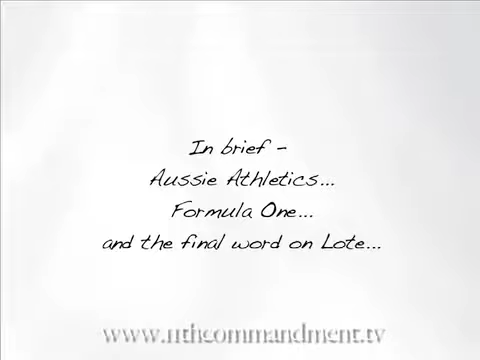 In brief -
Aussie Athletics...
Formula One...
and the final word on Lote...
www.nthcommandment.tv